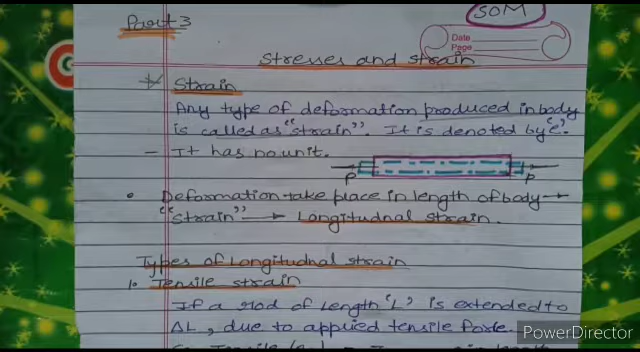 Part 3
SOM
Date
Page
Stresses and strain
Strain
Any type of deformation produced in body
is called as "strain". It is denoted by 'e'.
- It has no unit.
P P
• Deformation take place in length of body →
"strain" → Longitudnal strain.
Types of Longitudnal strain
1. Tensile strain
If a rod of length 'L' is extended to
ΔL, due to applied tensile force.
PowerDirector